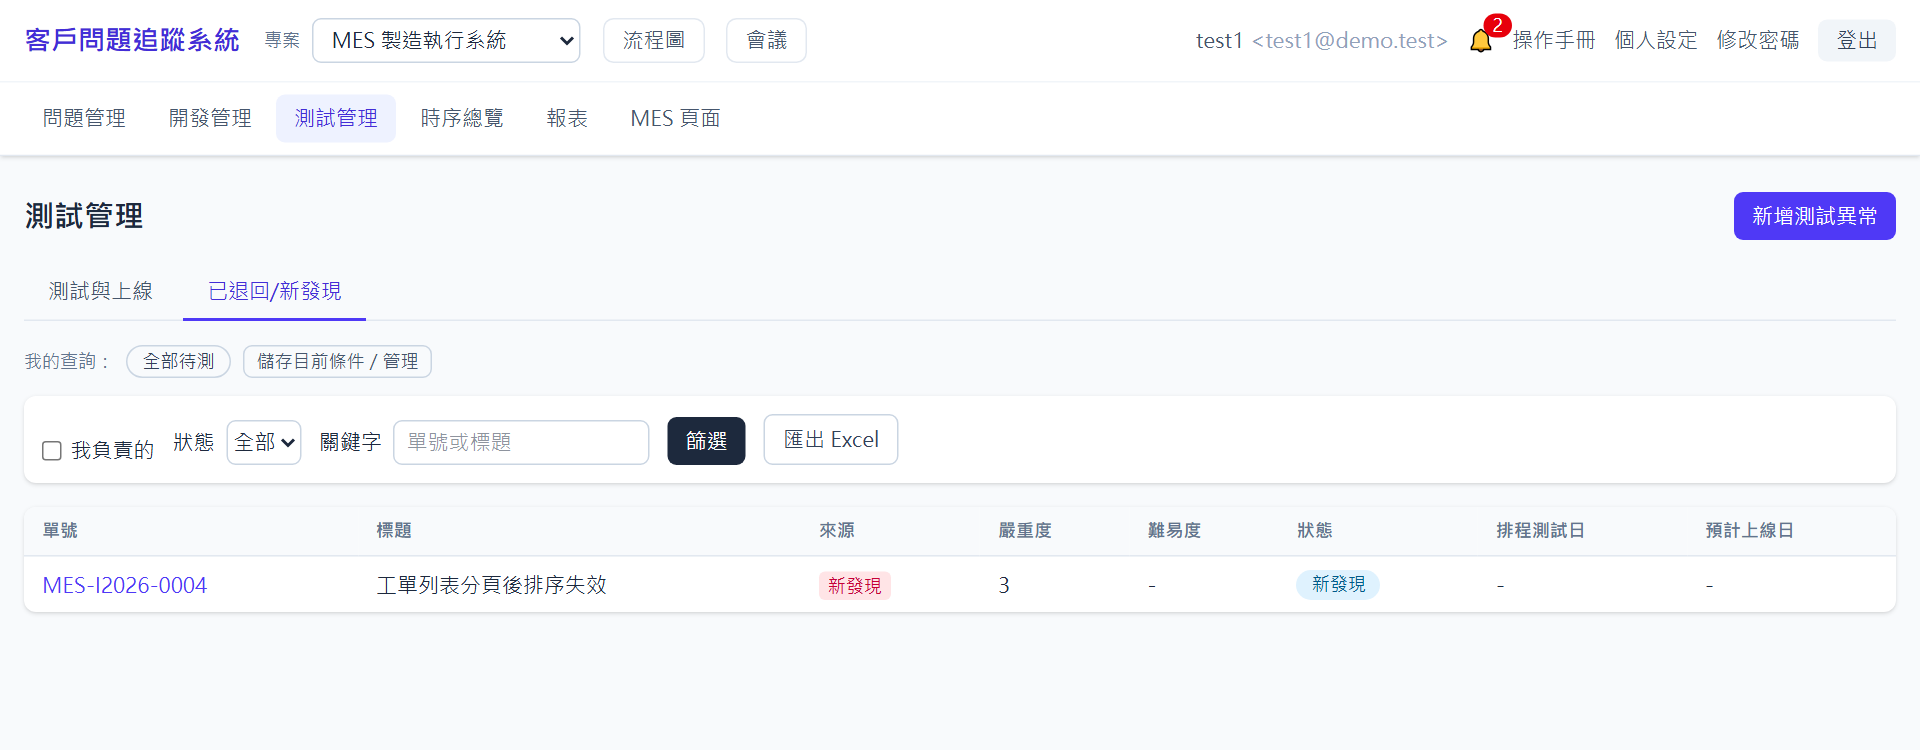 客戶問題追蹤系統 專案 MES 製造執行系統 流程圖 會議 test1 <test1@demo.test> 2 操作手冊 個人設定 修改密碼 登出
問題管理 開發管理 測試管理 時序總覽 報表 MES 頁面
測試管理 新增測試異常
測試與上線 已退回/新發現
我的查詢： 全部待測 儲存目前條件 / 管理
我負責的 狀態 全部 關鍵字 單號或標題 篩選 匯出 Excel
單號 標題 來源 嚴重度 難易度 狀態 排程測試日 預計上線日
MES-I2026-0004 工單列表分頁後排序失效 新發現 3 - 新發現 - -